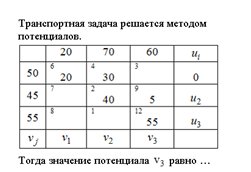 Транспортная задача решается методом
потенциалов.
20 70 60 u_i
50 6 20 4 30 3 0
45 7 2 40 9 5 u_2
55 8 1 12 55 u_3
v_j v_1 v_2 v_3
Тогда значение потенциала v_3 равно …